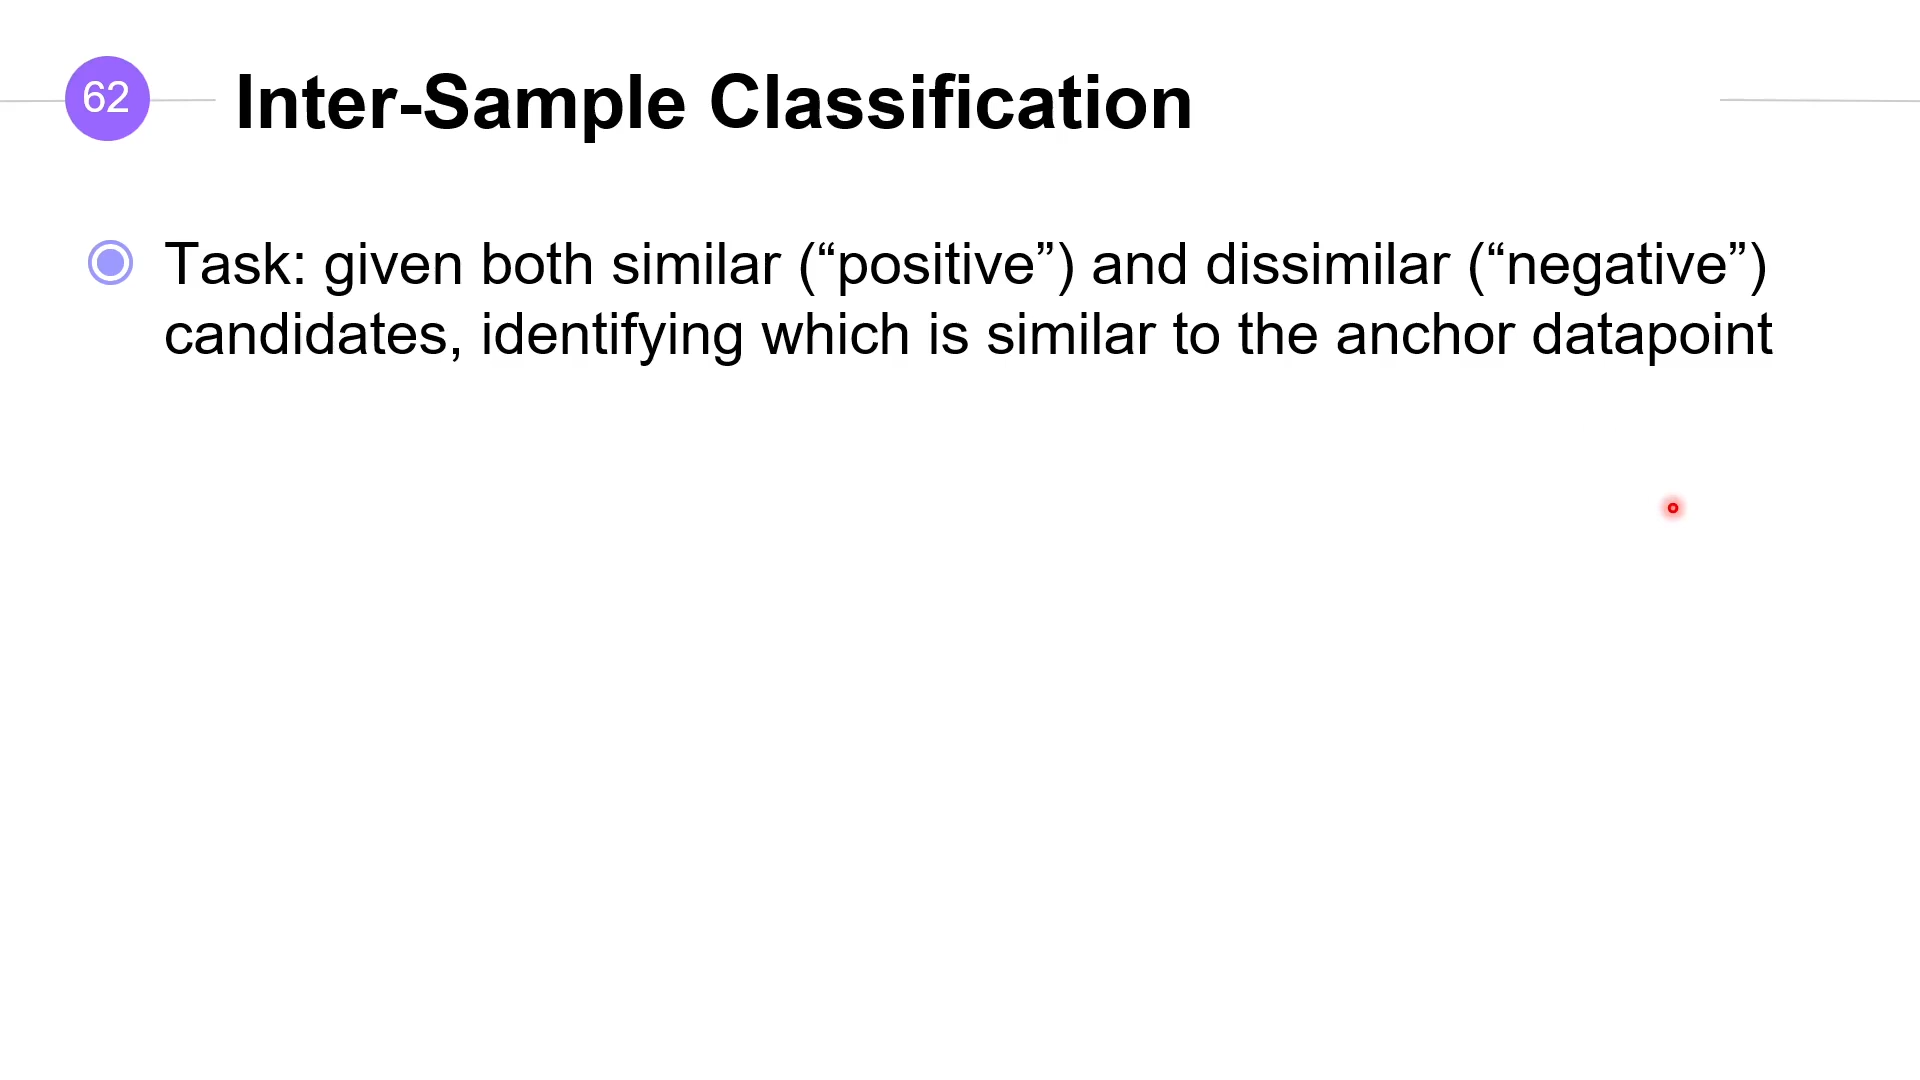 62
Inter-Sample Classification
Task: given both similar (“positive”) and dissimilar (“negative”)
candidates, identifying which is similar to the anchor datapoint